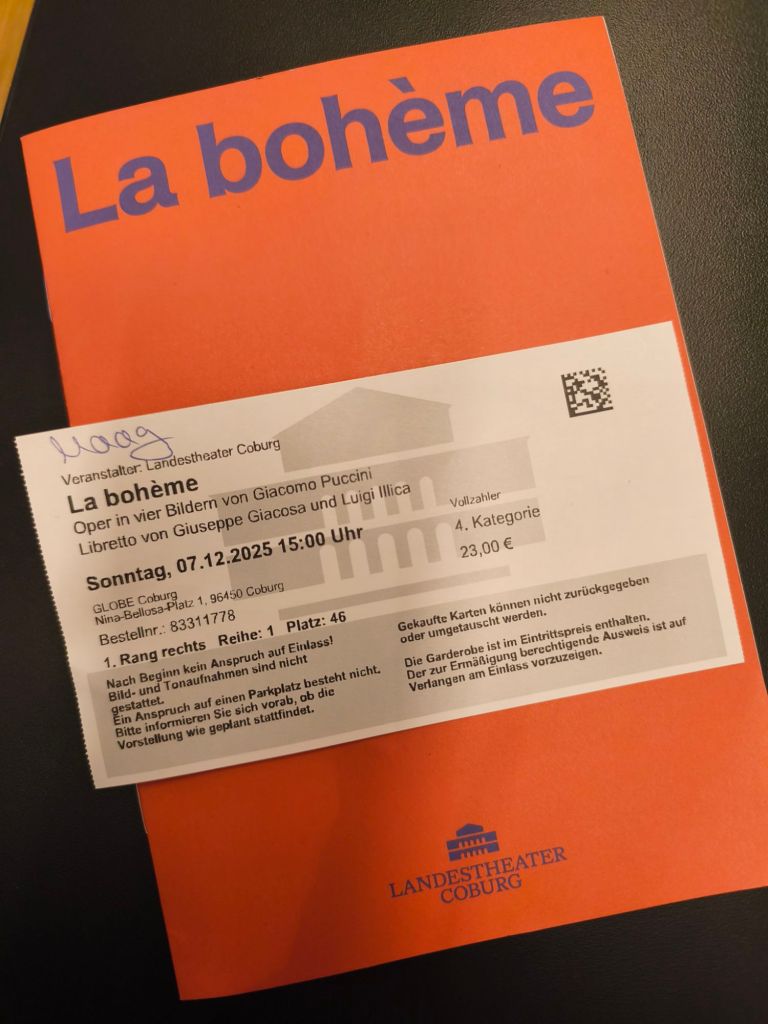 La bohème
Maag
Veranstalter: Landestheater Coburg
La bohème
Oper in vier Bildern von Giacomo Puccini
Libretto von Giuseppe Giacosa und Luigi Illica
Sonntag, 07.12.2025 15:00 Uhr
GLOBE Coburg
Nina-Bellosa-Platz 1, 96450 Coburg
Bestellnr.: 83311778
1. Rang rechts Reihe: 1 Platz: 46
Vollzahler
4. Kategorie
23,00 €
Nach Beginn kein Anspruch auf Einlass!
Bild- und Tonaufnahmen sind nicht
gestattet.
Ein Anspruch auf einen Parkplatz besteht nicht.
Bitte informieren Sie sich vorab, ob die
Vorstellung wie geplant stattfindet.
Gekaufte Karten können nicht zurückgegeben
oder umgetauscht werden.
Die Garderobe ist im Eintrittspreis enthalten.
Der zur Ermäßigung berechtigende Ausweis ist auf
Verlangen am Einlass vorzuzeigen.
LANDESTHEATER
COBURG